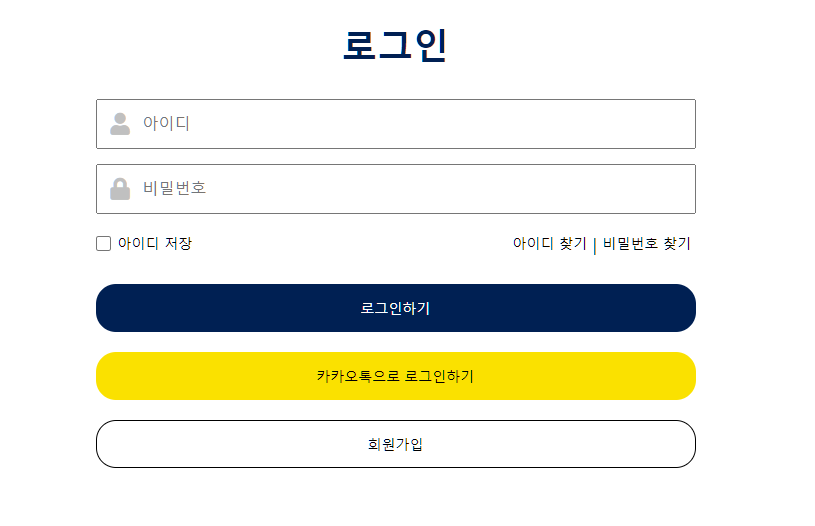 로그인
아이디
비밀번호
아이디 저장 아이디 찾기 | 비밀번호 찾기
로그인하기
카카오톡으로 로그인하기
회원가입